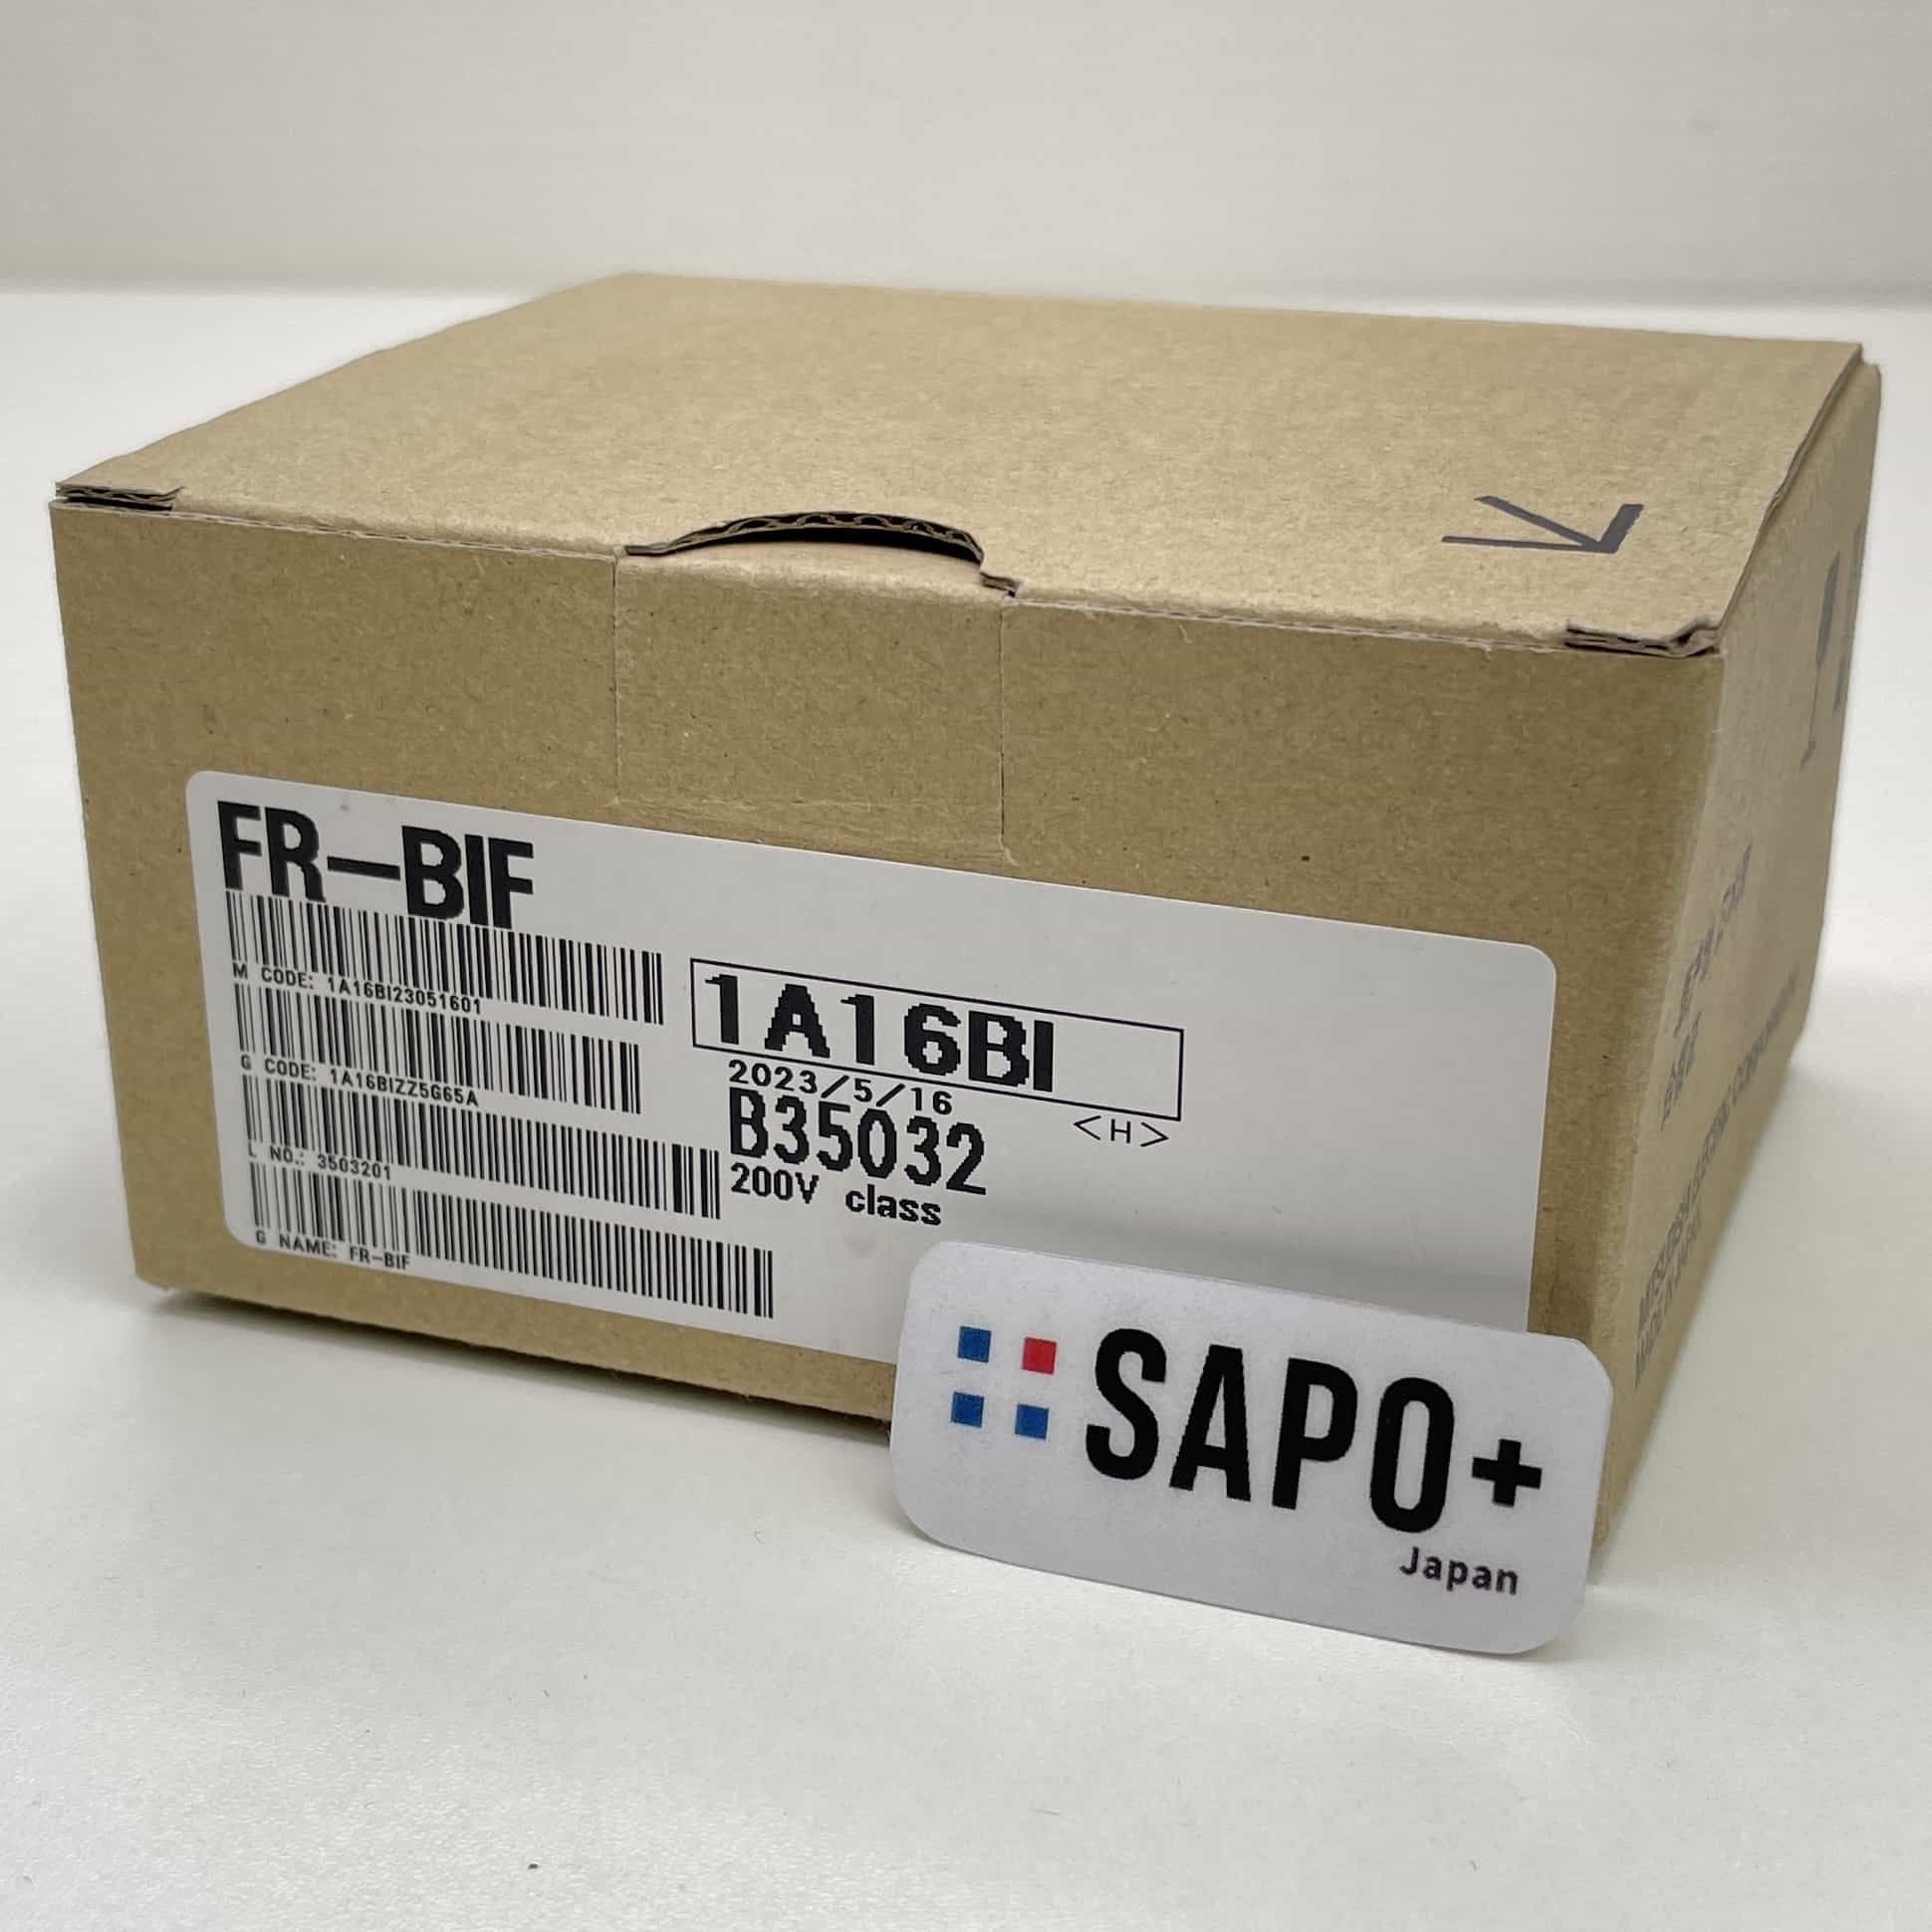 FR-BIF
M CODE: 1A16BI23051601
G CODE: 1A16BIZZ5G65A
L NO.: 3503201
G NAME: FR-BIF
1A16BI
2023/5/16
<H>
B35032
200V class
SAPO+
Japan